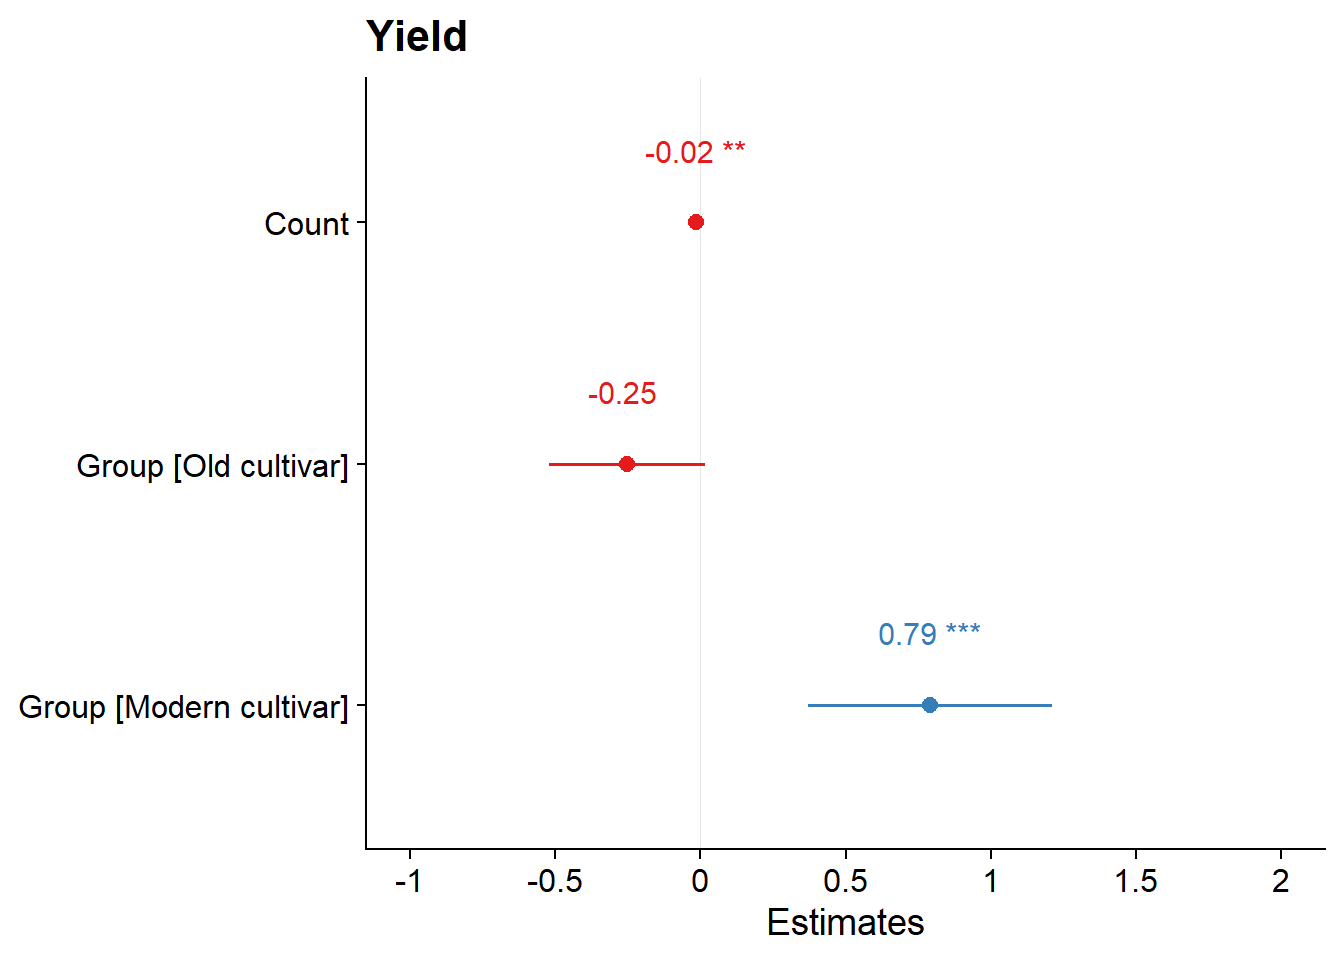 Yield
-0.02 **
Count
-0.25
Group [Old cultivar]
0.79 ***
Group [Modern cultivar]
-1 -0.5 0 0.5 1 1.5 2
Estimates